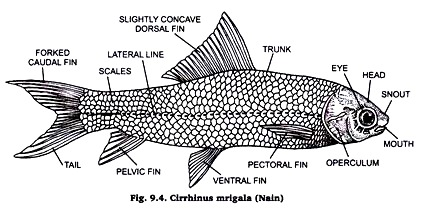 SLIGHTLY CONCAVE
DORSAL FIN
FORKED
CAUDAL FIN
LATERAL LINE
SCALES
TRUNK
EYE
HEAD
SNOUT
MOUTH
OPERCULUM
PECTORAL FIN
VENTRAL FIN
PELVIC FIN
TAIL
Fig. 9.4. Cirrhinus mrigala (Nain)